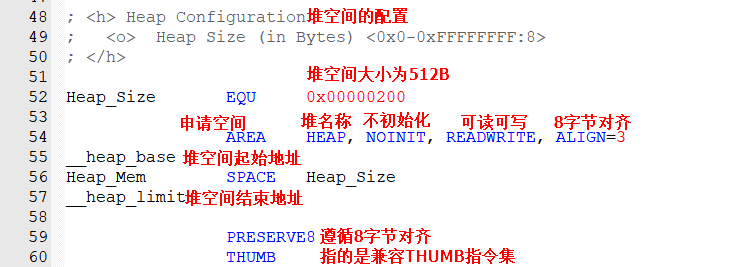 48 ; <h> Heap Configuration堆空间的配置
49 ;   <o>  Heap Size (in Bytes) <0x0-0xFFFFFFFF:8>
50 ; </h>
51 堆空间大小为512B
52 Heap_Size EQU 0x00000200
53 申请空间 堆名称 不初始化 可读可写 8字节对齐
54 AREA HEAP, NOINIT, READWRITE, ALIGN=3
55 __heap_base 堆空间起始地址
56 Heap_Mem SPACE Heap_Size
57 __heap_limit堆空间结束地址
58
59 PRESERVE8 遵循8字节对齐
60 THUMB 指的是兼容THUMB指令集